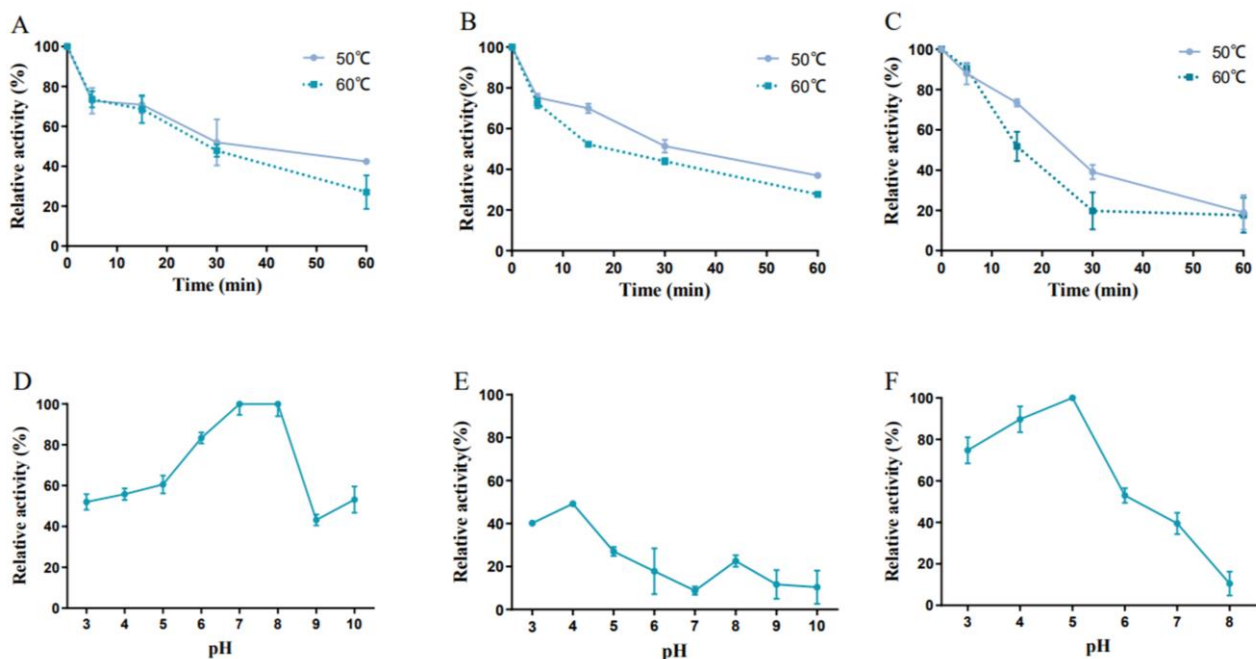 A
Relative activity (%)
100
80
60
40
20
0
0 10 20 30 40 50 60
Time (min)
50℃
60℃
B
Relative activity(%)
100
80
60
40
20
0
0 10 20 30 40 50 60
Time (min)
50℃
60℃
C
Relative activity (%)
100
80
60
40
20
0
0 10 20 30 40 50 60
Time (min)
50℃
60℃
D
Relative activity (%)
100
80
60
40
20
0
3 4 5 6 7 8 9 10
pH
E
Relative activity(%)
100
80
60
40
20
0
3 4 5 6 7 8 9 10
pH
F
Relative activity (%)
100
80
60
40
20
0
3 4 5 6 7 8
pH